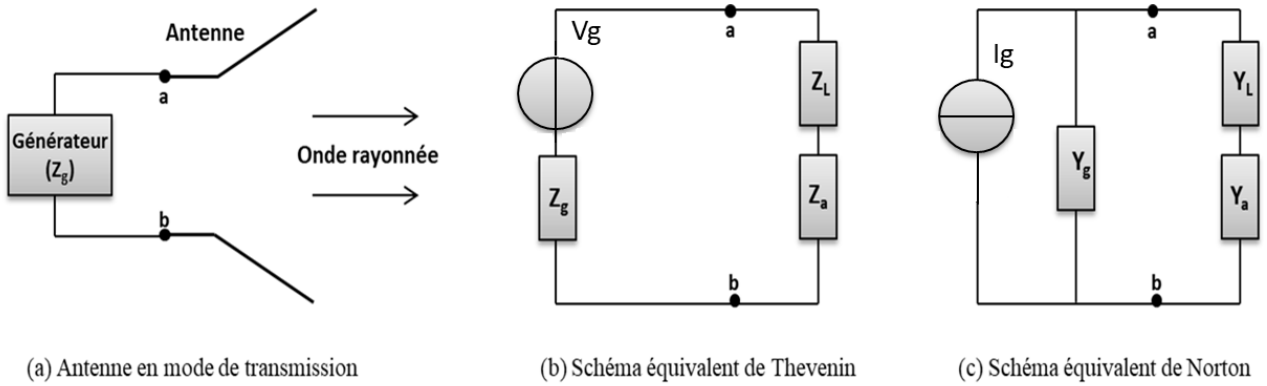 Antenne
a
Générateur
(Zg)
b
Onde rayonnée
(a) Antenne en mode de transmission
Vg
a
ZL
Zg
Za
b
(b) Schéma équivalent de Thevenin
Ig
a
YL
Yg
Ya
b
(c) Schéma équivalent de Norton